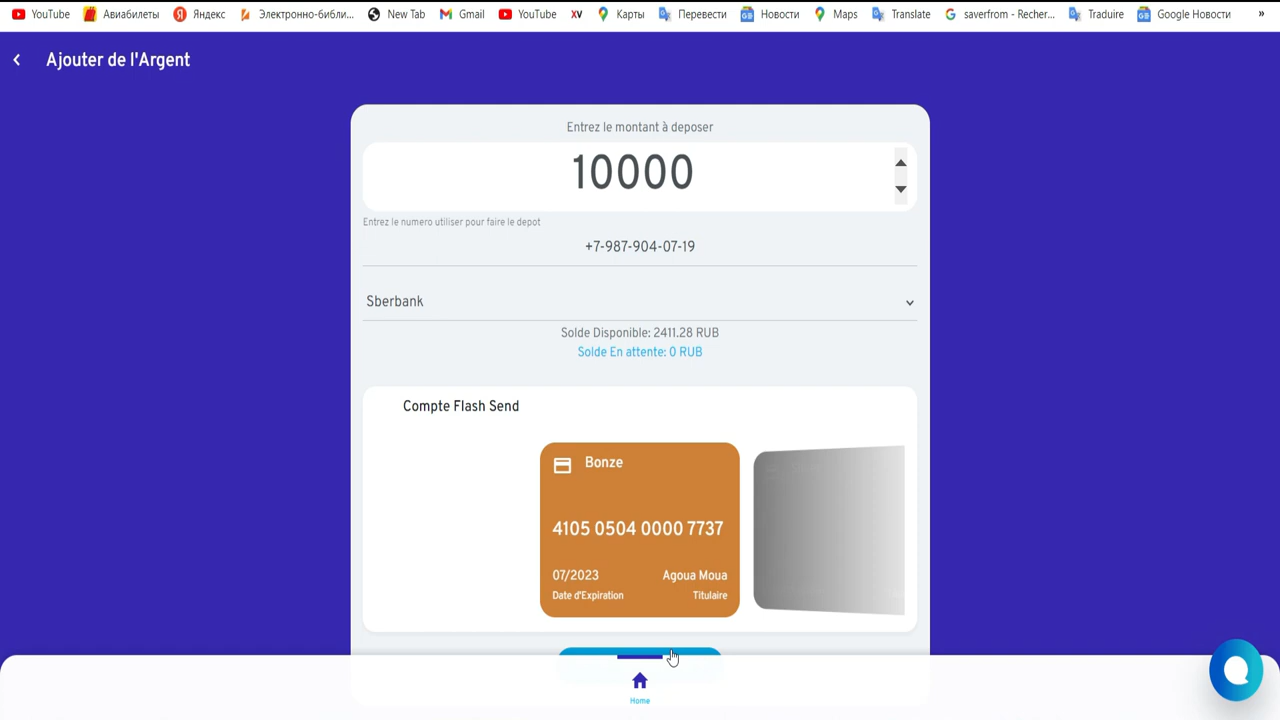 YouTube Авиабилеты Яндекс Электронно-библи... New Tab Gmail YouTube XV Карты Перевести Новости Maps Translate saverfrom - Recher... Traduire Google Новости »
Ajouter de l'Argent
Entrez le montant à deposer
10000
Entrez le numero utiliser pour faire le depot
+7-987-904-07-19
Sberbank
Solde Disponible: 2411.28 RUB
Solde En attente: 0 RUB
Compte Flash Send
Bonze
4105 0504 0000 7737
07/2023 Agoua Moua
Date d'Expiration Titulaire
Home